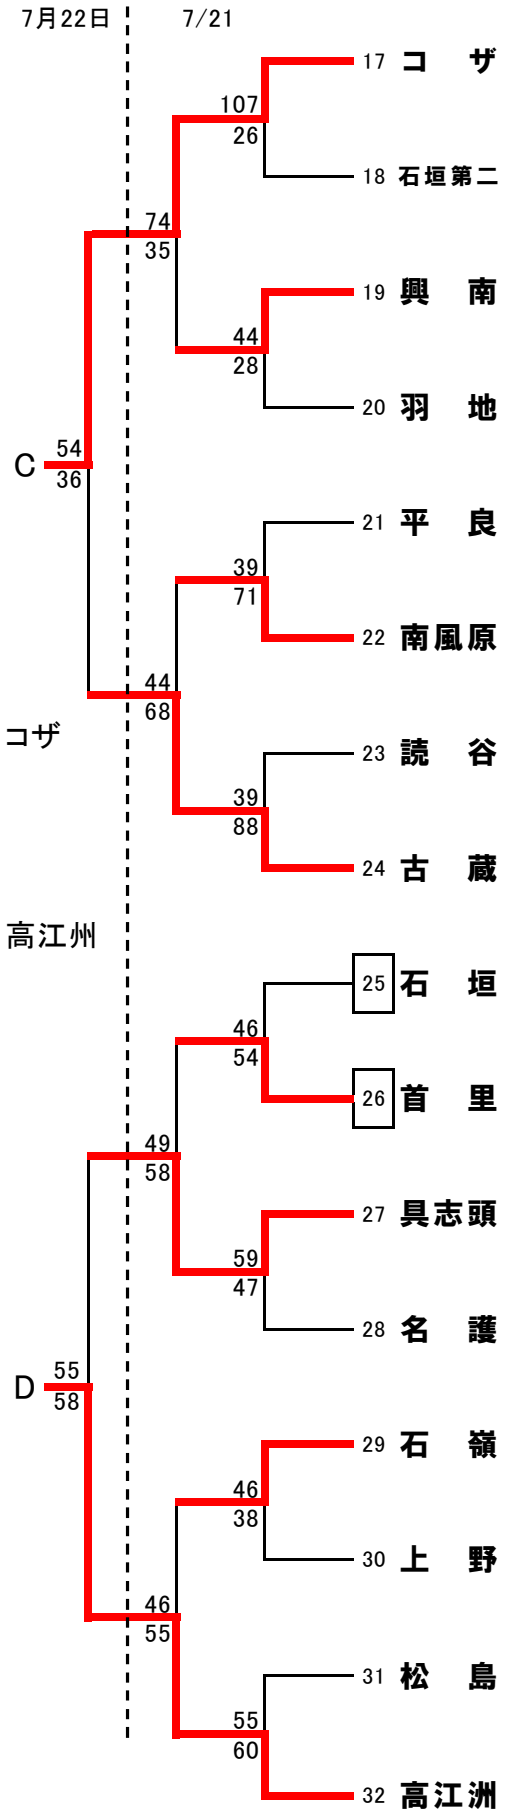 7月22日 7/21
17 コ ザ
107
26
18 石垣第二
74
35
19 興 南
44
28
20 羽 地
C 54
36
21 平 良
39
71
22 南風原
44
68
コザ
23 読 谷
39
88
24 古 蔵
高江州
25 石 垣
46
54
26 首 里
49
58
27 具志頭
59
47
28 名 護
D 55
58
29 石 嶺
46
38
30 上 野
46
55
31 松 島
55
60
32 高江洲